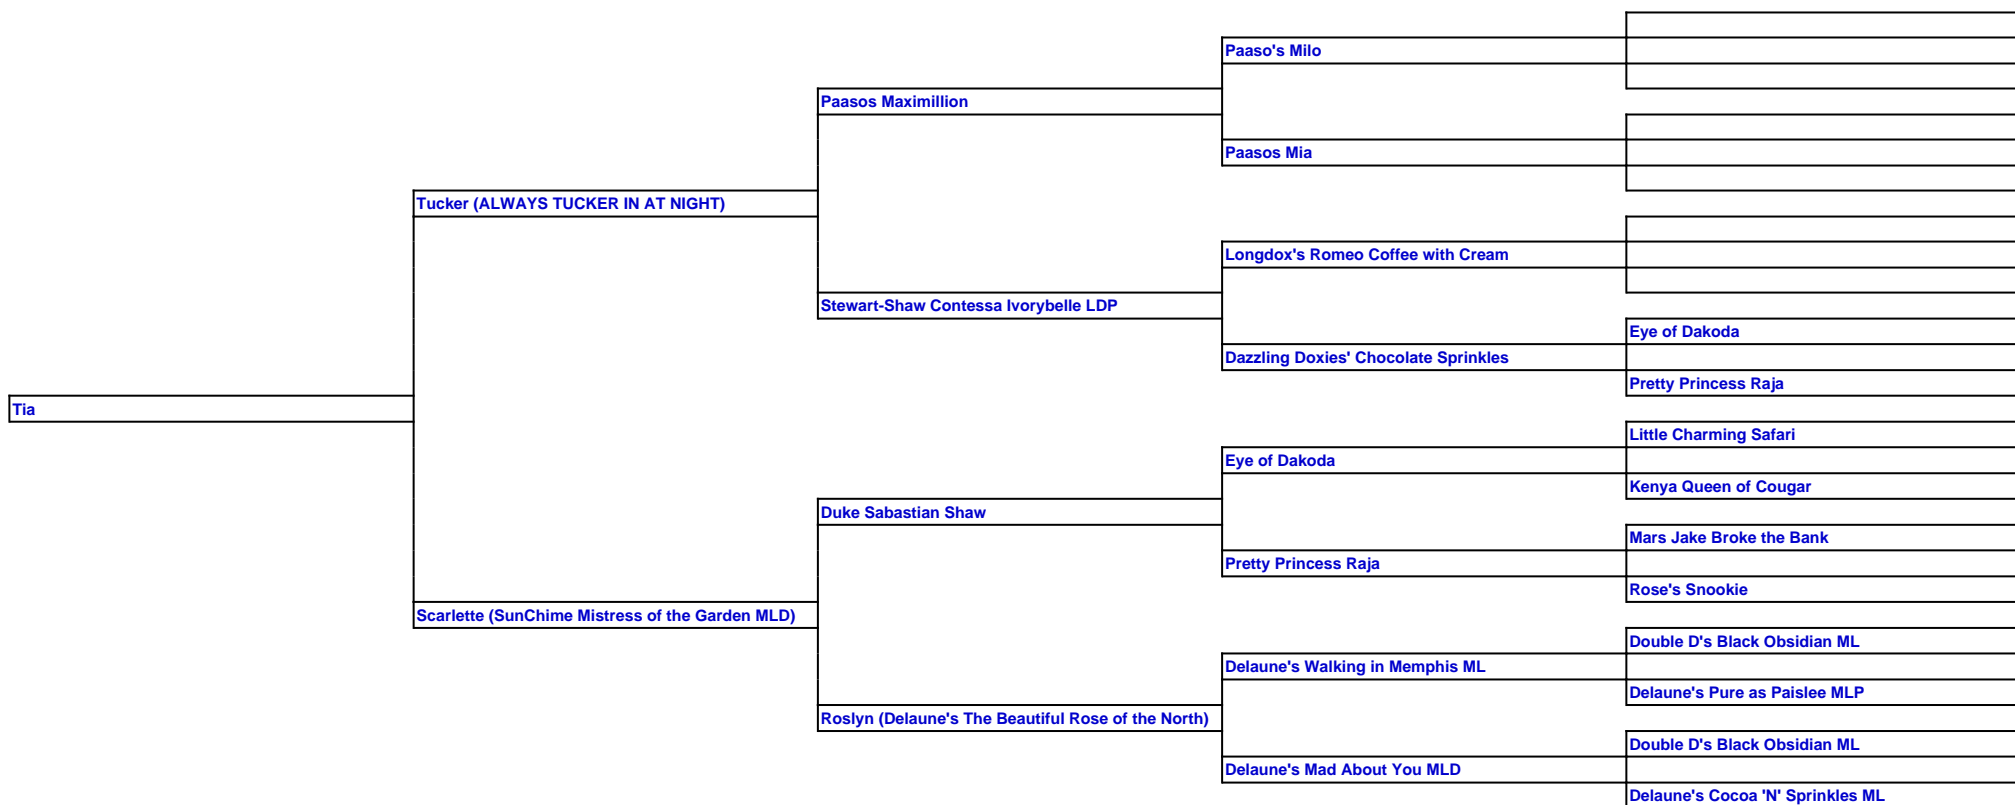 Paaso's Milo
Paasos Maximillion
Paasos Mia
Tucker (ALWAYS TUCKER IN AT NIGHT)
Longdox's Romeo Coffee with Cream
Stewart-Shaw Contessa Ivorybelle LDP
Eye of Dakoda
Dazzling Doxies' Chocolate Sprinkles
Pretty Princess Raja
Tia
Little Charming Safari
Eye of Dakoda
Kenya Queen of Cougar
Duke Sabastian Shaw
Mars Jake Broke the Bank
Pretty Princess Raja
Rose's Snookie
Scarlette (SunChime Mistress of the Garden MLD)
Double D's Black Obsidian ML
Delaune's Walking in Memphis ML
Delaune's Pure as Paislee MLP
Roslyn (Delaune's The Beautiful Rose of the North)
Double D's Black Obsidian ML
Delaune's Mad About You MLD
Delaune's Cocoa 'N' Sprinkles ML